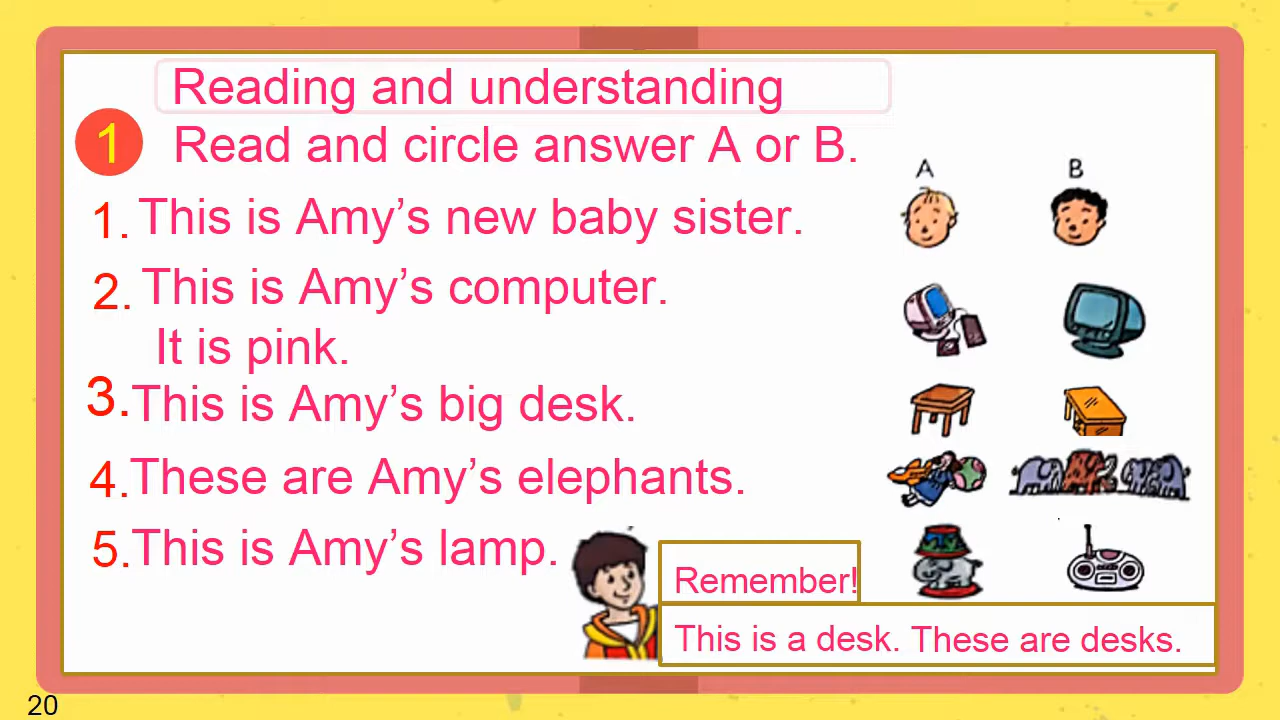 Reading and understanding
1 Read and circle answer A or B.
A B
1. This is Amy’s new baby sister.
2. This is Amy’s computer.
It is pink.
3. This is Amy’s big desk.
4. These are Amy’s elephants.
5. This is Amy’s lamp.
Remember!
This is a desk. These are desks.
20